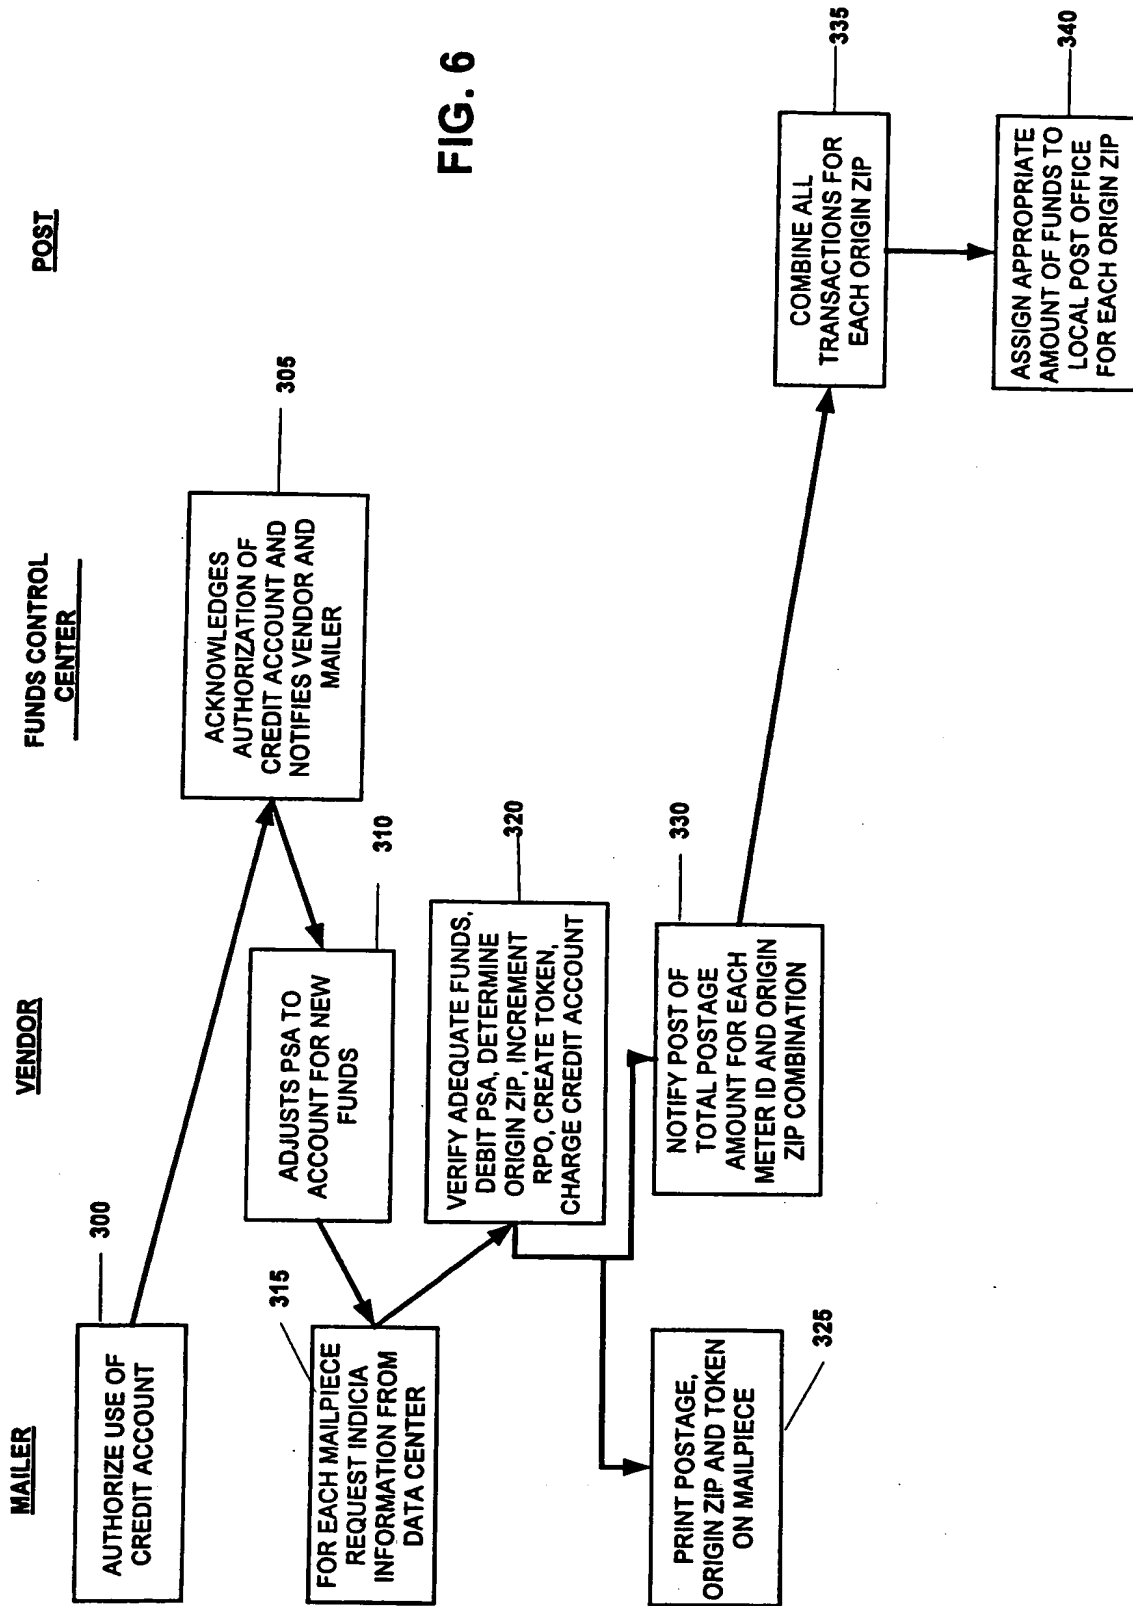 MAILER
VENDOR
FUNDS CONTROL
CENTER
POST
300
AUTHORIZE USE OF
CREDIT ACCOUNT
305
ACKNOWLEDGES
AUTHORIZATION OF
CREDIT ACCOUNT AND
NOTIFIES VENDOR AND
MAILER
310
ADJUSTS PSA TO
ACCOUNT FOR NEW
FUNDS
315
FOR EACH MAILPIECE
REQUEST INDICIA
INFORMATION FROM
DATA CENTER
320
VERIFY ADEQUATE FUNDS,
DEBIT PSA, DETERMINE
ORIGIN ZIP, INCREMENT
RPO, CREATE TOKEN,
CHARGE CREDIT ACCOUNT
325
PRINT POSTAGE,
ORIGIN ZIP AND TOKEN
ON MAILPIECE
330
NOTIFY POST OF
TOTAL POSTAGE
AMOUNT FOR EACH
METER ID AND ORIGIN
ZIP COMBINATION
335
COMBINE ALL
TRANSACTIONS FOR
EACH ORIGIN ZIP
340
ASSIGN APPROPRIATE
AMOUNT OF FUNDS TO
LOCAL POST OFFICE
FOR EACH ORIGIN ZIP
FIG. 6